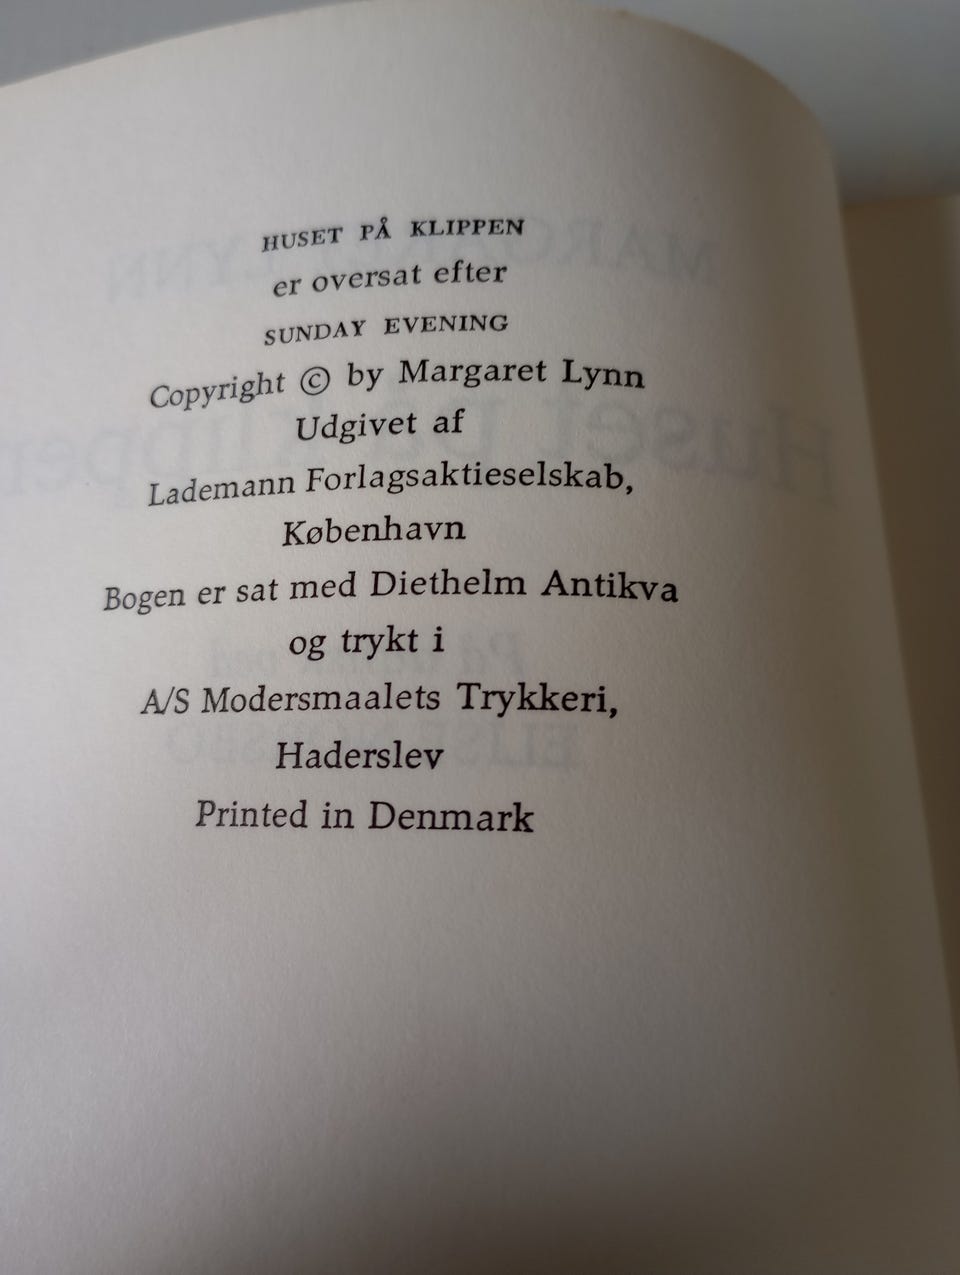 HUSET PÅ KLIPPEN
er oversat efter
SUNDAY EVENING
Copyright © by Margaret Lynn
Udgivet af
Lademann Forlagsaktieselskab,
København
Bogen er sat med Diethelm Antikva
og trykt i
A/S Modersmaalets Trykkeri,
Haderslev
Printed in Denmark